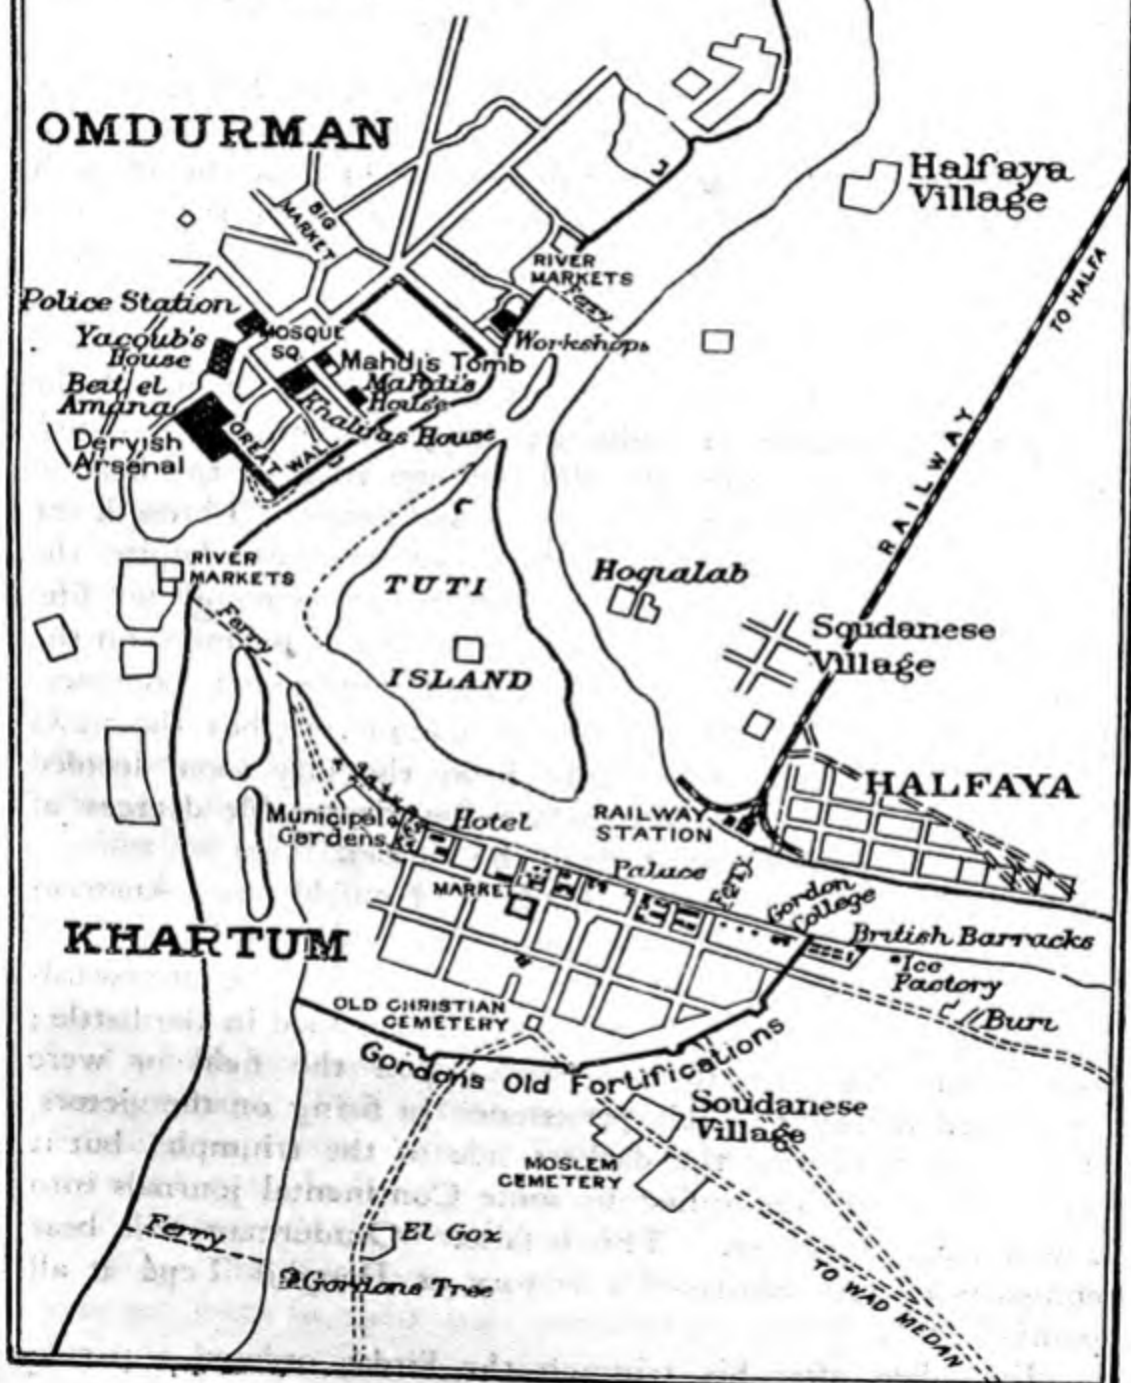 OMDURMAN
Halfaya
Village
BIG
MARKET
RIVER
MARKETS
Ferry
TO HALFA
Police Station
Yacoub's
House
Beit el
Amana
Dervish
Arsenal
MOSQUE
SQ.
Workshops
Mahdi's Tomb
Mahdi's
House
Khalifas House
GREAT WALL
RAILWAY
RIVER
MARKETS
Ferry
TUTI
ISLAND
Hogialab
Soudanese
Village
HALFAYA
RAILWAY
STATION
Municipal
Gardens
Hotel
Palace
Ferry
MARKET
Gordon
College
KHARTUM
British Barracks
Ice
Factory
Buri
OLD CHRISTIAN
CEMETERY
Gordons Old Fortifications
Soudanese
Village
MOSLEM
CEMETERY
Ferry
El Goz
Gordons Tree
TO WAD MEDANI